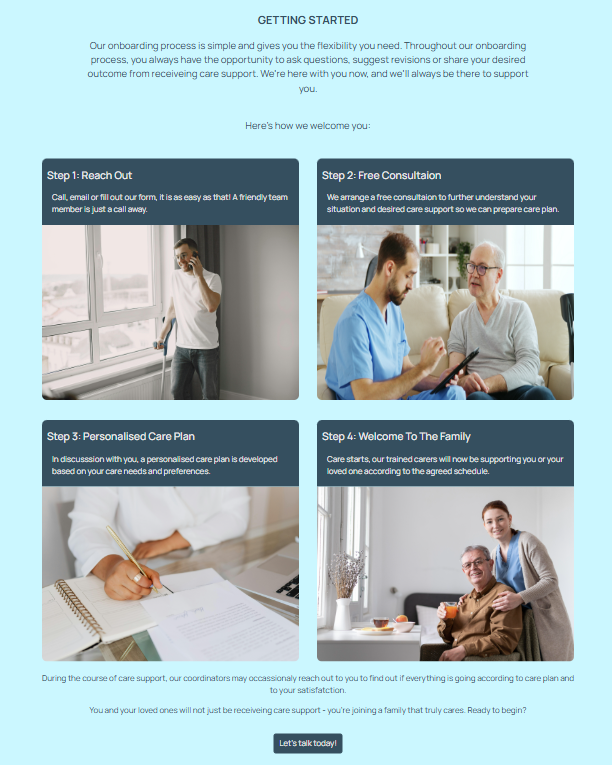 GETTING STARTED
Our onboarding process is simple and gives you the flexibility you need. Throughout our onboarding
process, you always have the opportunity to ask questions, suggest revisions or share your desired
outcome from receiveing care support. We're here with you now, and we'll always be there to support
you.
Here's how we welcome you:
Step 1: Reach Out
Call, email or fill out our form, it is as easy as that! A friendly team
member is just a call away.
Step 2: Free Consultaion
We arrange a free consultaion to further understand your
situation and desired care support so we can prepare care plan.
Step 3: Personalised Care Plan
In discusssion with you, a personalised care plan is developed
based on your care needs and preferences.
Step 4: Welcome To The Family
Care starts, our trained carers will now be supporting you or your
loved one according to the agreed schedule.
During the course of care support, our coordinators may occassionaly reach out to you to find out if everything is going according to care plan and
to your satisfatction.
You and your loved ones will not just be receiveing care support - you're joining a family that truly cares. Ready to begin?
Let's talk today!